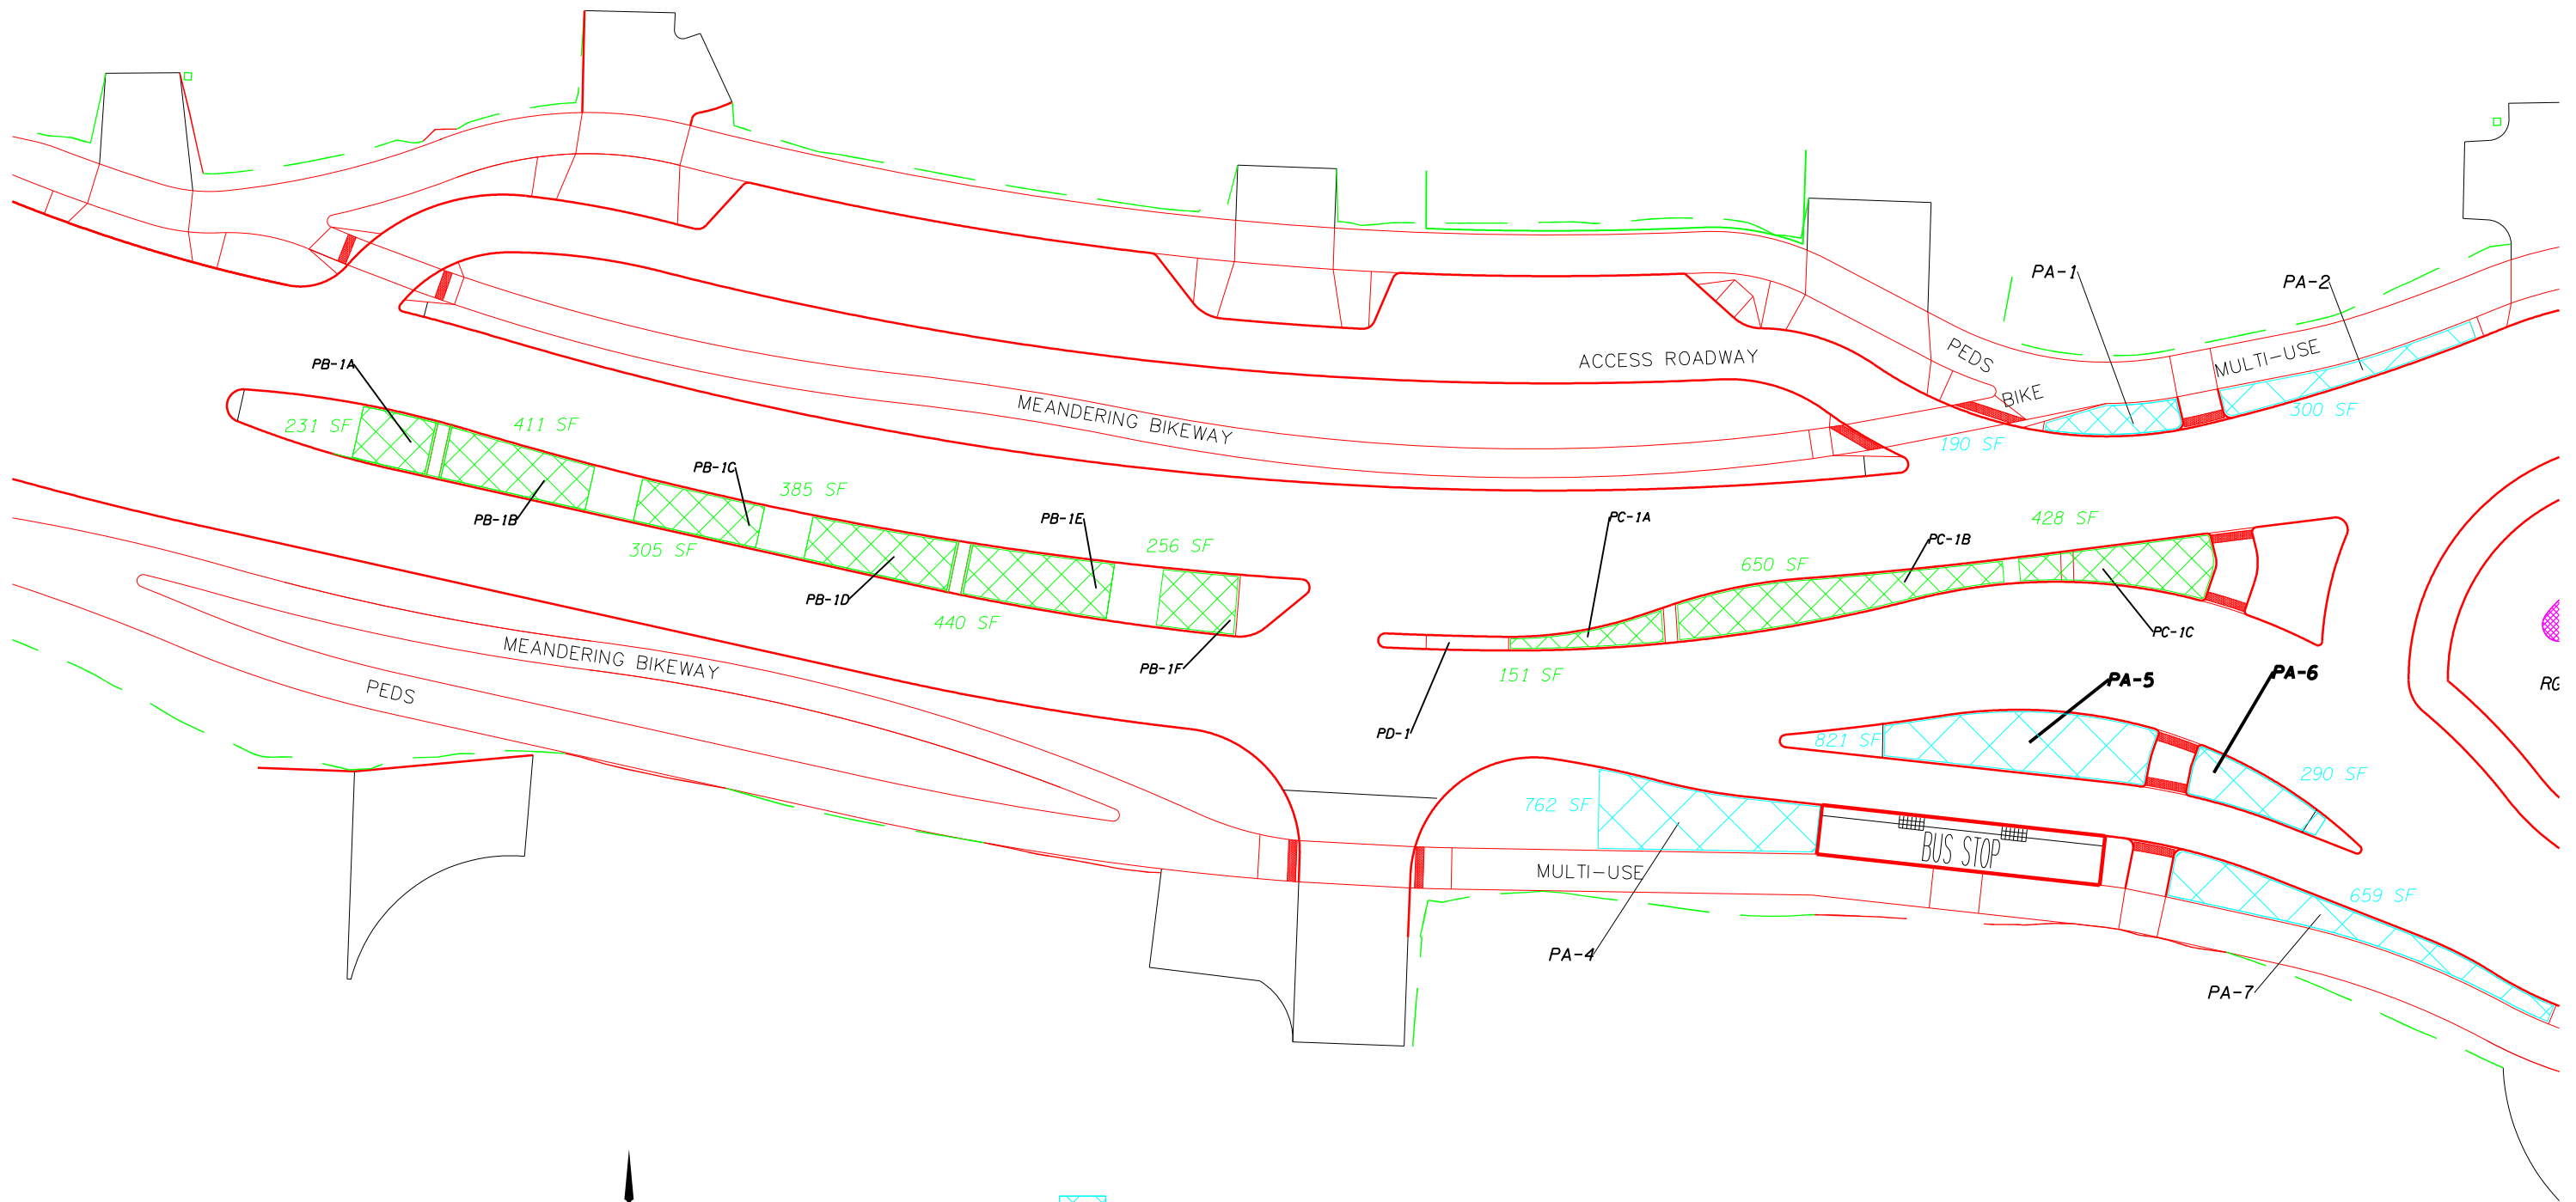 PA-1
PA-2
PEDS
MULTI-USE
ACCESS ROADWAY
PB-1A
BIKE
300 SF
MEANDERING BIKEWAY
231 SF
411 SF
190 SF
PB-1C
385 SF
PB-1B
PB-1E
PC-1A
428 SF
305 SF
256 SF
650 SF
PC-1B
PB-1D
440 SF
PC-1C
MEANDERING BIKEWAY
PB-1F
151 SF
PA-5
PA-6
PEDS
RG
PD-1
821 SF
290 SF
762 SF
BUS STOP
MULTI-USE
659 SF
PA-4
PA-7